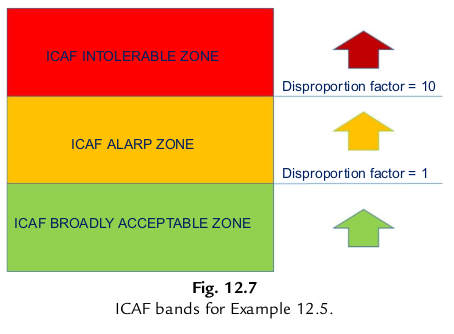 ICAF INTOLERABLE ZONE
Disproportion factor = 10
ICAF ALARP ZONE
Disproportion factor = 1
ICAF BROADLY ACCEPTABLE ZONE
Fig. 12.7
ICAF bands for Example 12.5.